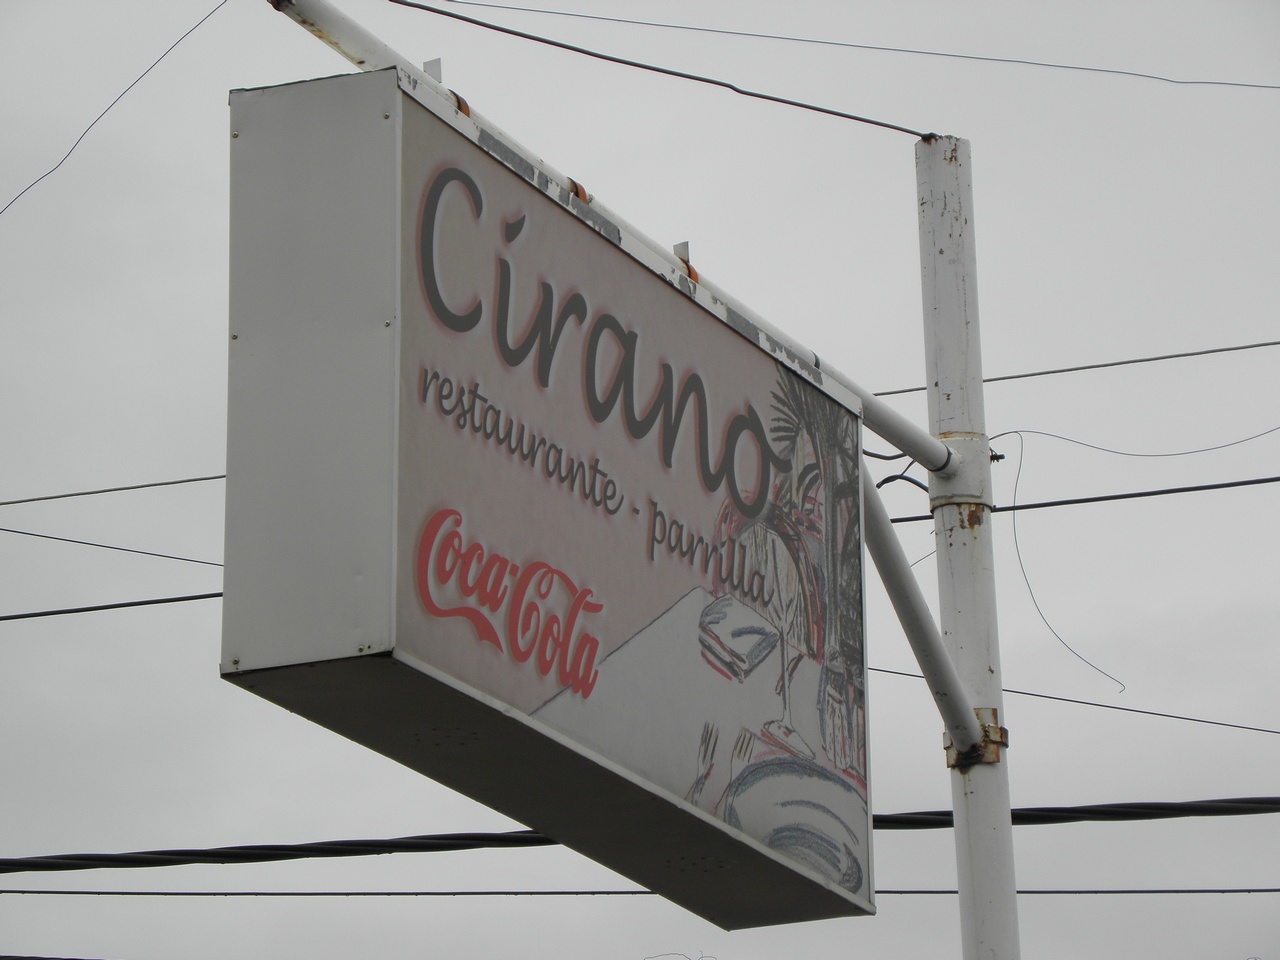 Cirano
restaurante - parrilla
Coca-Cola